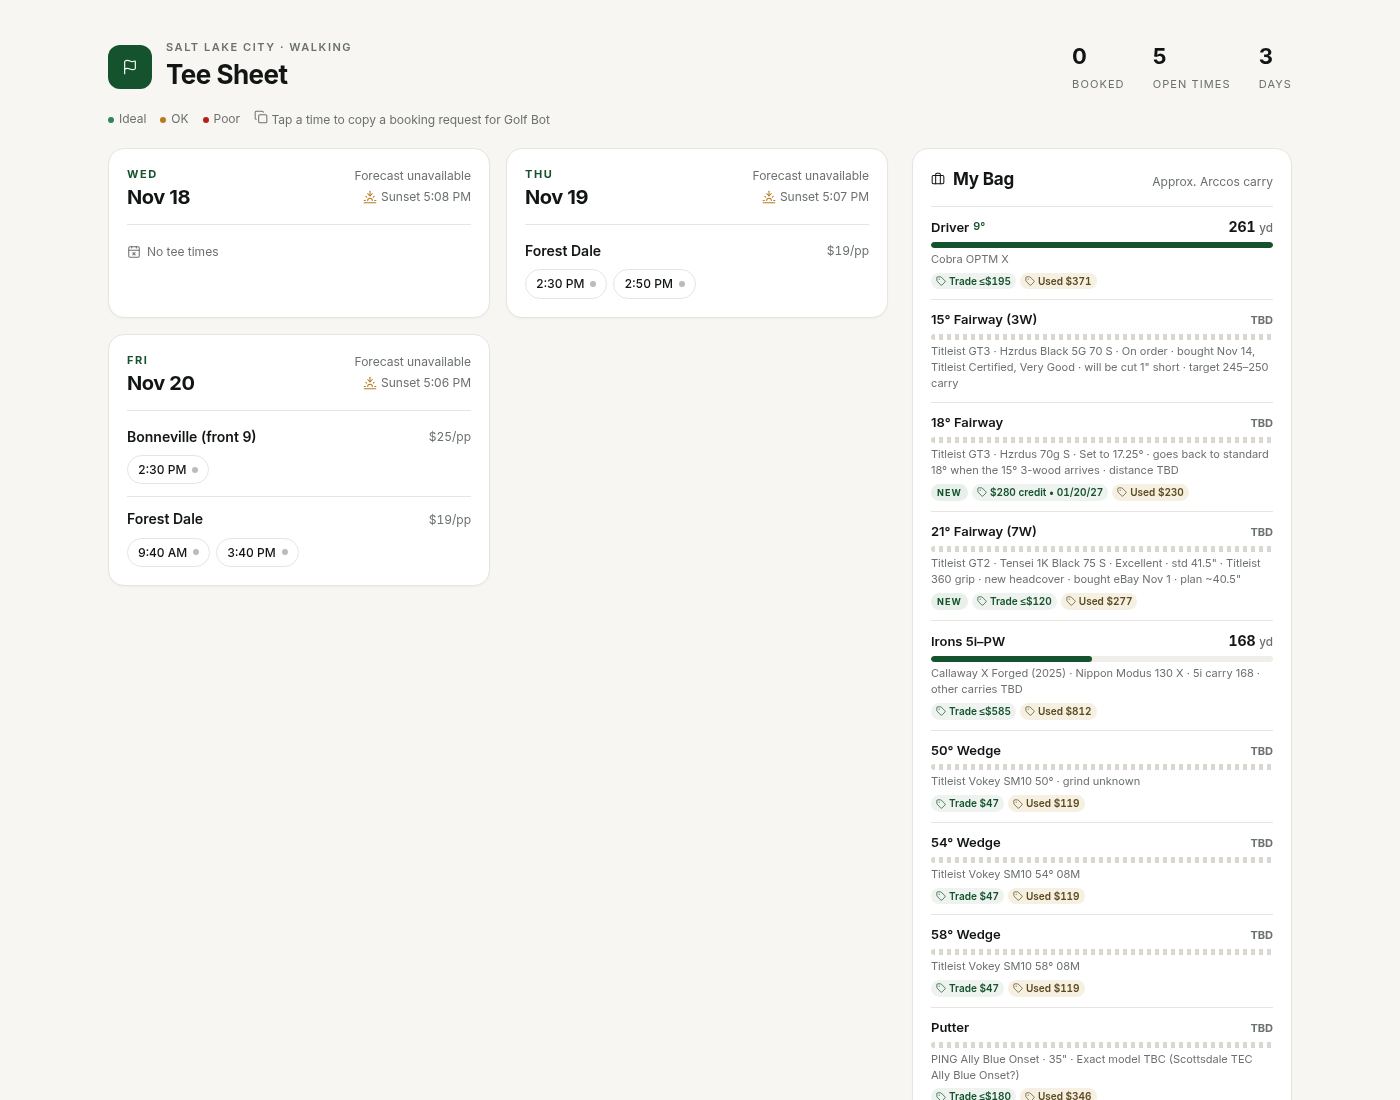 SALT LAKE CITY · WALKING
Tee Sheet
0
BOOKED
5
OPEN TIMES
3
DAYS
Ideal
OK
Poor
Tap a time to copy a booking request for Golf Bot
WED
Nov 18
Forecast unavailable
Sunset 5:08 PM
No tee times
THU
Nov 19
Forecast unavailable
Sunset 5:07 PM
Forest Dale
$19/pp
2:30 PM
2:50 PM
FRI
Nov 20
Forecast unavailable
Sunset 5:06 PM
Bonneville (front 9)
$25/pp
2:30 PM
Forest Dale
$19/pp
9:40 AM
3:40 PM
My Bag
Approx. Arccos carry
Driver 9°
261 yd
Cobra OPTM X
Trade ≤$195
Used $371
15° Fairway (3W)
TBD
Titleist GT3 · Hzrdus Black 5G 70 S · On order · bought Nov 14,
Titleist Certified, Very Good · will be cut 1" short · target 245–250
carry
18° Fairway
TBD
Titleist GT3 · Hzrdus 70g S · Set to 17.25° · goes back to standard
18° when the 15° 3-wood arrives · distance TBD
NEW
$280 credit • 01/20/27
Used $230
21° Fairway (7W)
TBD
Titleist GT2 · Tensei 1K Black 75 S · Excellent · std 41.5" · Titleist
360 grip · new headcover · bought eBay Nov 1 · plan ~40.5"
NEW
Trade ≤$120
Used $277
Irons 5i–PW
168 yd
Callaway X Forged (2025) · Nippon Modus 130 X · 5i carry 168 ·
other carries TBD
Trade ≤$585
Used $812
50° Wedge
TBD
Titleist Vokey SM10 50° · grind unknown
Trade $47
Used $119
54° Wedge
TBD
Titleist Vokey SM10 54° 08M
Trade $47
Used $119
58° Wedge
TBD
Titleist Vokey SM10 58° 08M
Trade $47
Used $119
Putter
TBD
PING Ally Blue Onset · 35" · Exact model TBC (Scottsdale TEC
Ally Blue Onset?)
Trade ≤$180
Used $346